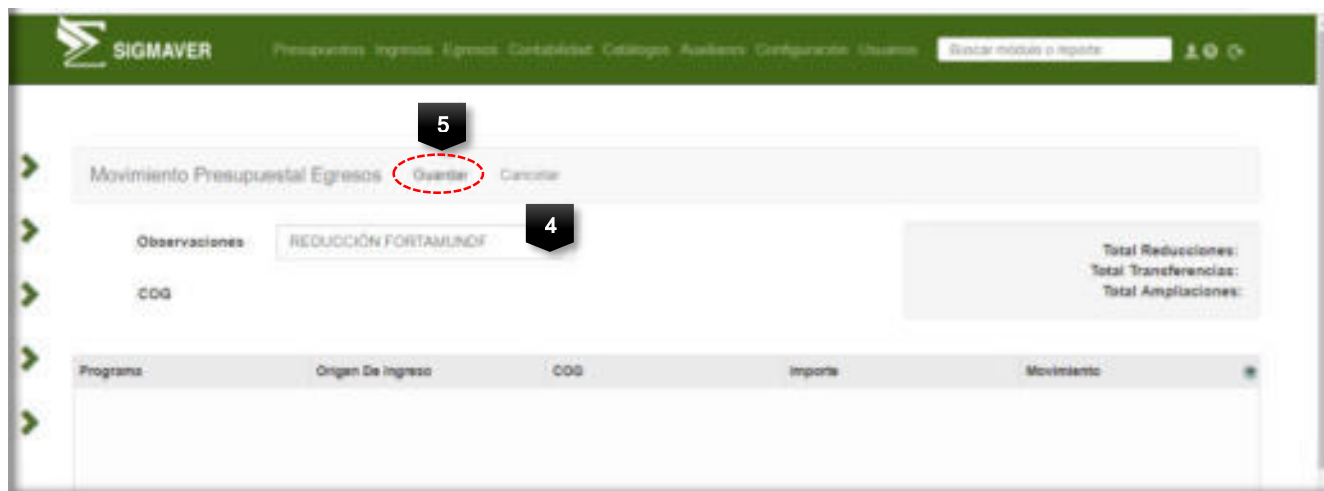 SIGMAVER Presupuestos Ingresos Egresos Contabilidad Catálogos Auxiliares Configuración Usuarios Buscar módulo o reporte
5
Movimiento Presupuestal Egresos Guardar Cancelar
4
Observaciones REDUCCIÓN FORTAMUNDF
Total Reducciones:
Total Transferencias:
COG
Total Ampliaciones:
Programa Origen De Ingreso COG Importe Movimiento